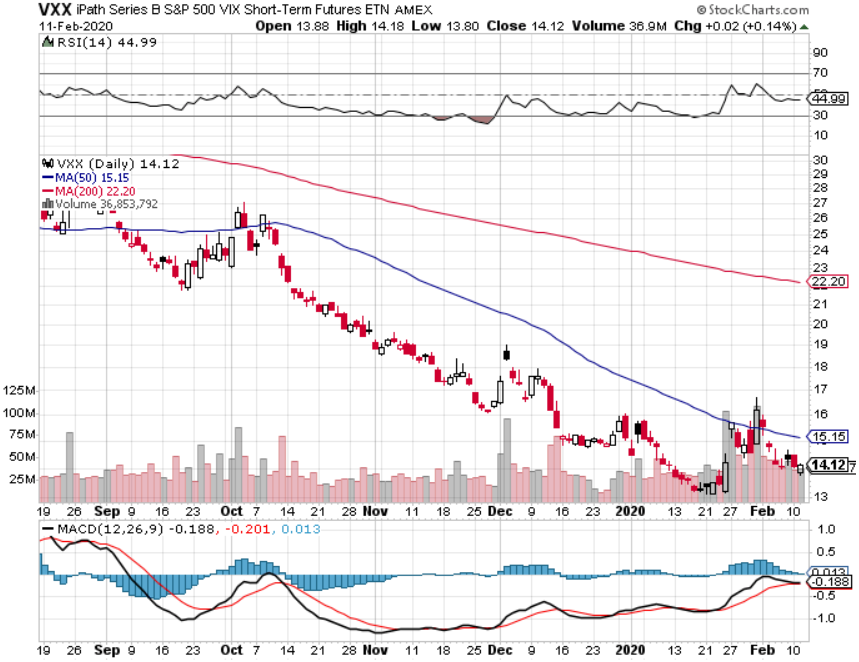 VXX iPath Series B S&P 500 VIX Short-Term Futures ETN AMEX
© StockCharts.com
11-Feb-2020
Open 13.88 High 14.18 Low 13.80 Close 14.12 Volume 36.9M Chg +0.02 (+0.14%)
RSI(14) 44.99
90
70
44.99
30
10
VXX (Daily) 14.12
MA(50) 15.15
MA(200) 22.20
Volume 36,853,792
30
29
28
27
26
25
24
23
22.20
21
20
19
18
17
16
15.15
14.12
13
125M
100M
75M
50M
25M
19 26 Sep 9 16 23 Oct 7 14 21 28 Nov 11 18 25 Dec 9 16 23 2020 13 21 27 Feb 10
MACD(12,26,9) -0.188, -0.201, 0.013
1.0
0.5
0.013
-0.188
-0.5
-1.0
19 26 Sep 9 16 23 Oct 7 14 21 28 Nov 11 18 25 Dec 9 16 23 2020 13 21 27 Feb 10